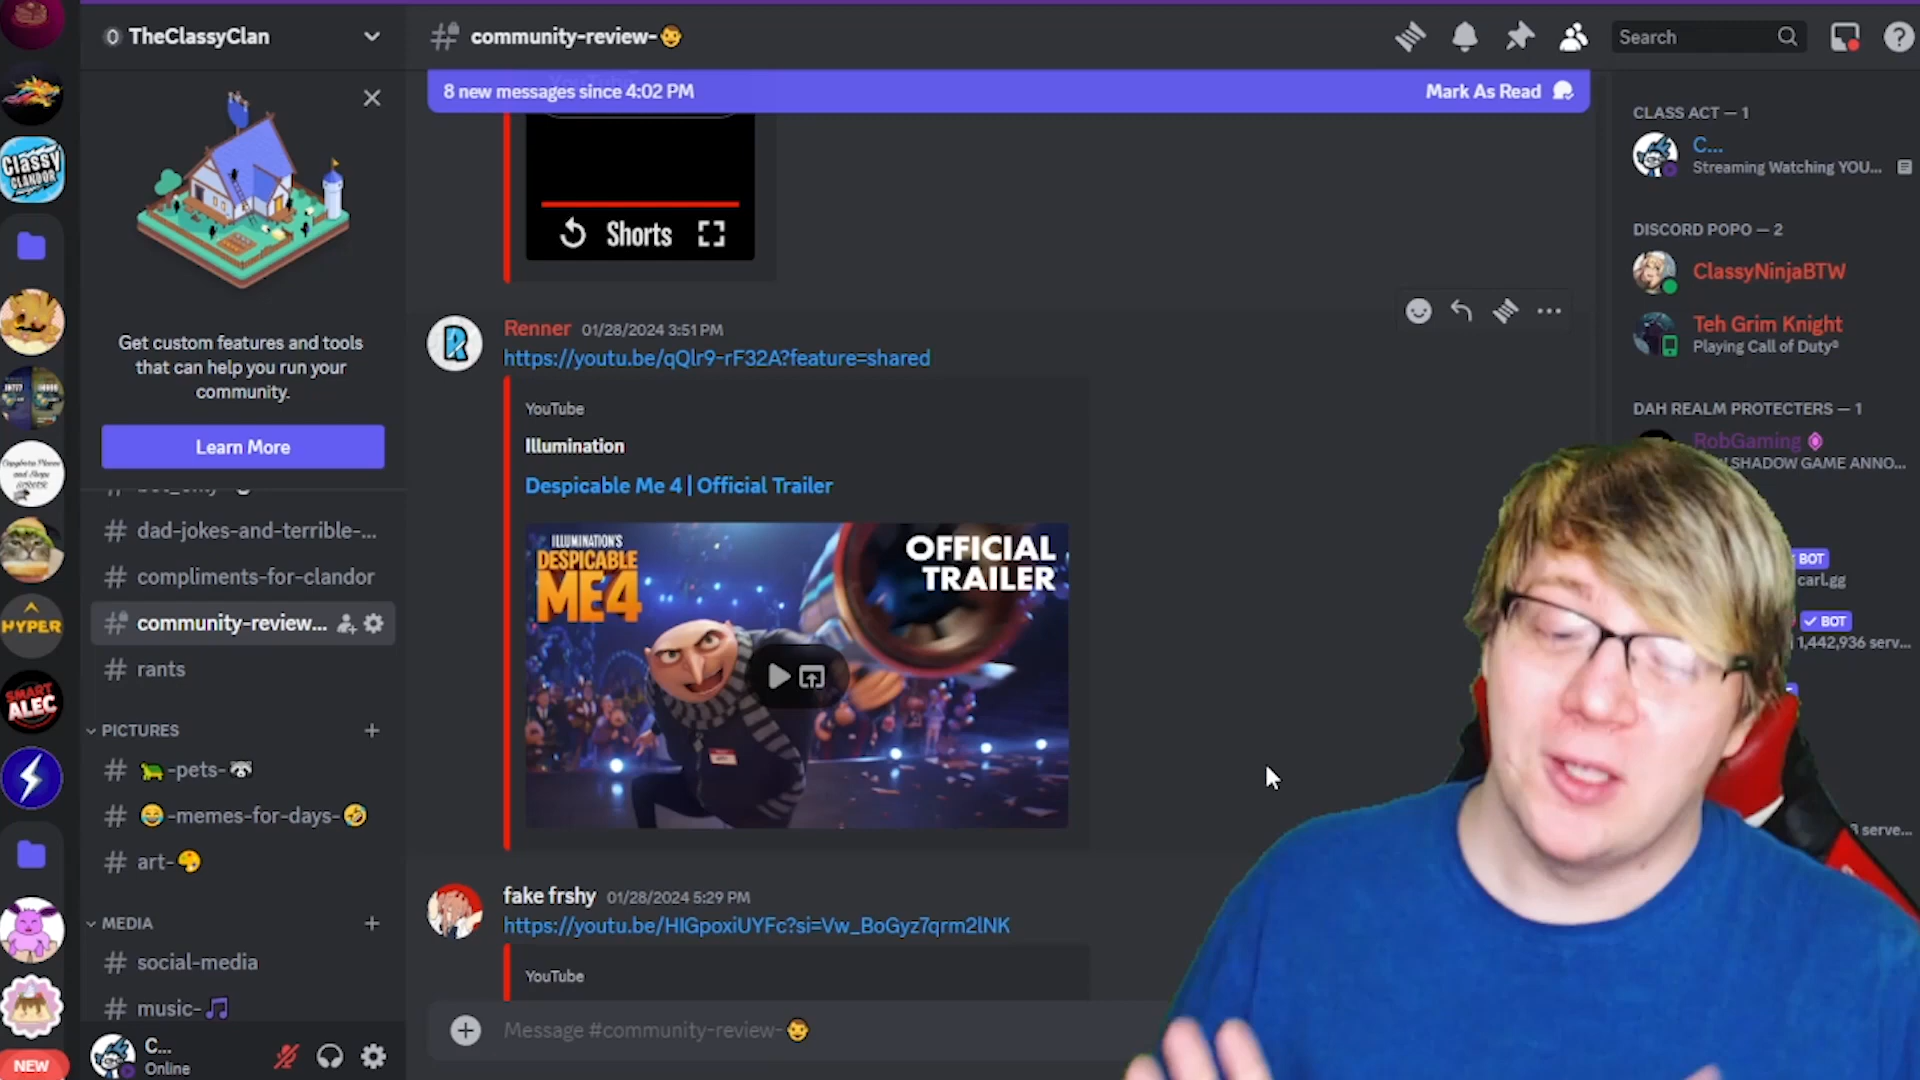 TheClassyClan
community-review-
Search
8 new messages since 4:02 PM
Mark As Read
Classy
CLANDOR
Get custom features and tools
that can help you run your
community.
Learn More
dad-jokes-and-terrible-...
compliments-for-clandor
community-review...
rants
PICTURES
-pets-
-memes-for-days-
art-
MEDIA
social-media
music-
C...
Online
HYPER
SMART
ALEC
NEW
Shorts
Renner 01/28/2024 3:51 PM
https://youtu.be/qQlr9-rF32A?feature=shared
YouTube
Illumination
Despicable Me 4 | Official Trailer
ILLUMINATION'S
DESPICABLE
ME4
OFFICIAL
TRAILER
fake frshy 01/28/2024 5:29 PM
https://youtu.be/HIGpoxiUYFc?si=Vw_BoGyz7qrm2lNK
YouTube
Message #community-review-
CLASS ACT — 1
C...
Streaming Watching YOU...
DISCORD POPO — 2
ClassyNinjaBTW
Teh Grim Knight
Playing Call of Duty®
DAH REALM PROTECTERS — 1
RobGaming
SHADOW GAME ANNO...
BOT
carl.gg
BOT
1,442,936 serv...
serve...